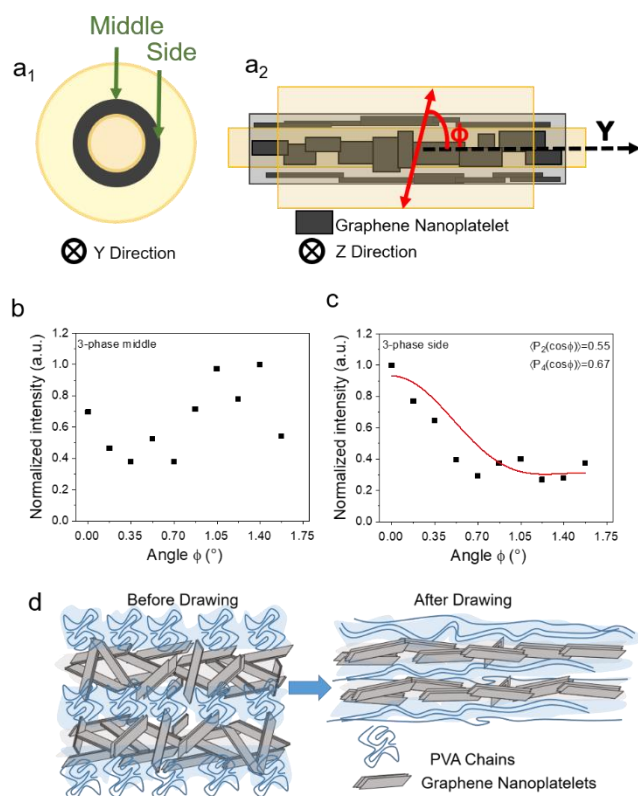 Middle
Side
a1
a2
ϕ
Y
Graphene Nanoplatelet
Y Direction
Z Direction
b
c
1.2
1.0
0.8
0.6
0.4
0.2
0.0
3-phase middle
Normalized intensity (a.u.)
0.00 0.35 0.70 1.05 1.40 1.75
Angle ϕ (°)
1.2
1.0
0.8
0.6
0.4
0.2
0.0
3-phase side
⟨P2(cosϕ)⟩=0.55
⟨P4(cosϕ)⟩=0.67
Normalized intensity (a.u.)
0.00 0.35 0.70 1.05 1.40 1.75
Angle ϕ (°)
d
Before Drawing
After Drawing
PVA Chains
Graphene Nanoplatelets